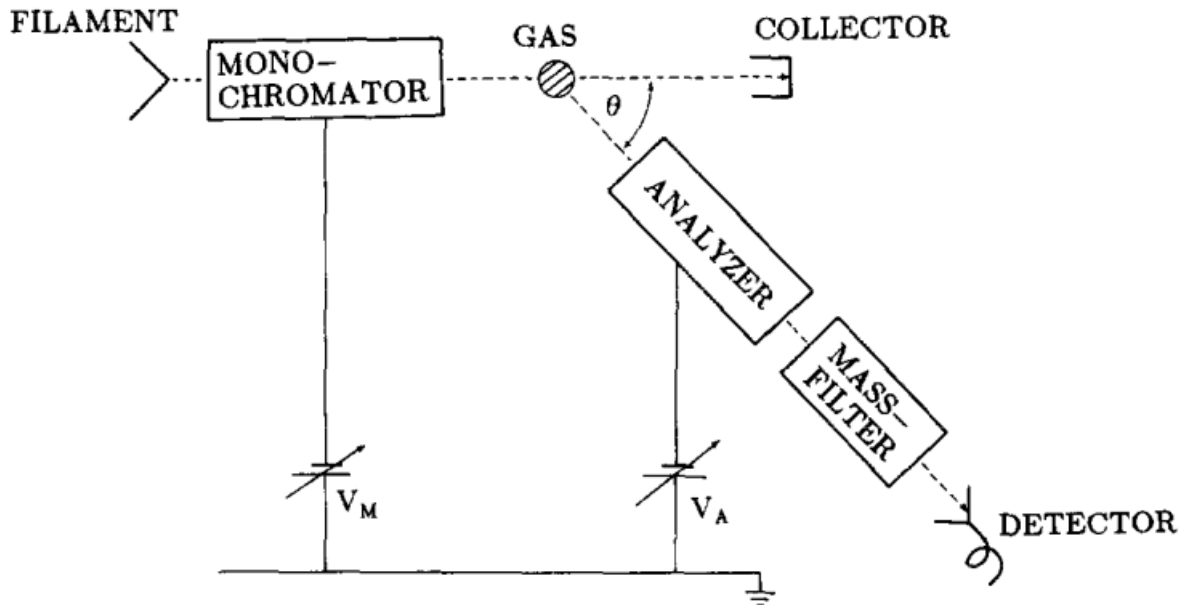 FILAMENT
MONO-
CHROMATOR
GAS
COLLECTOR
θ
ANALYZER
MASS-
FILTER
V_M
V_A
DETECTOR